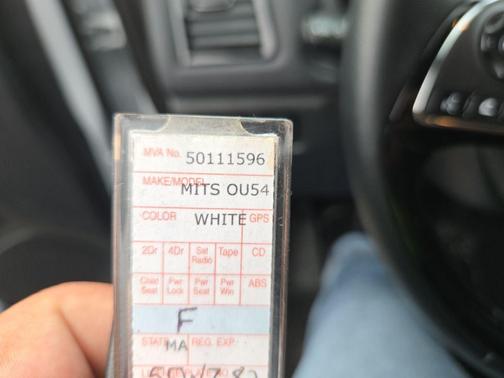 MVA No. 50111596
MAKE/MODEL MITS OU54
COLOR WHITE GPS
2Dr 4Dr Sat Radio Tape CD
Child Seat Pwr Lock Pwr Seat Pwr Win ABS
F
STATE MA REG. EXP.